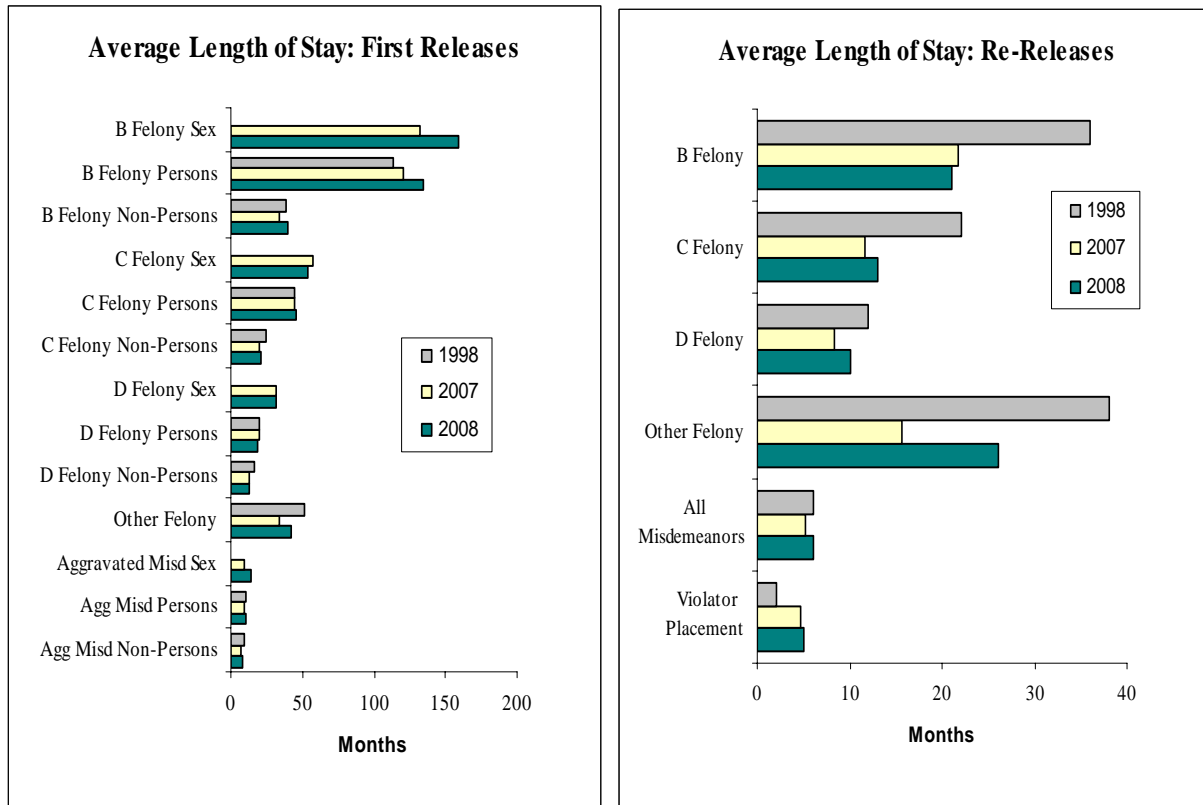 Average Length of Stay: First Releases
B Felony Sex
B Felony Persons
B Felony Non-Persons
C Felony Sex
C Felony Persons
C Felony Non-Persons
D Felony Sex
D Felony Persons
D Felony Non-Persons
Other Felony
Aggravated Misd Sex
Agg Misd Persons
Agg Misd Non-Persons
1998
2007
2008
0 50 100 150 200
Months
Average Length of Stay: Re-Releases
B Felony
C Felony
D Felony
Other Felony
All
Misdemeanors
Violator
Placement
1998
2007
2008
0 10 20 30 40
Months